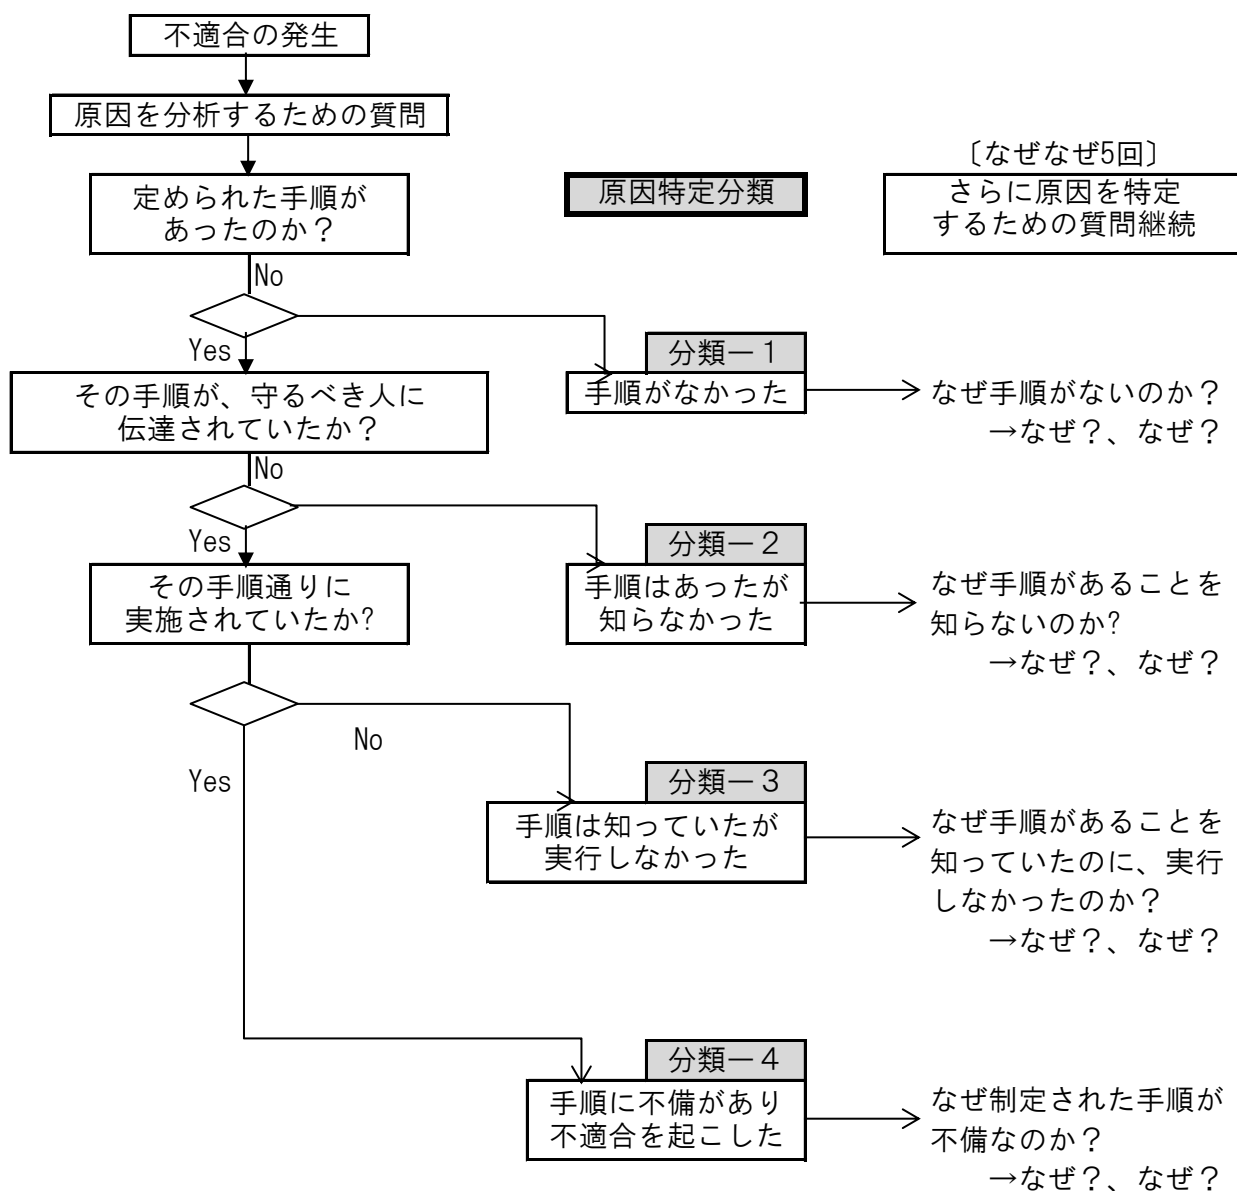 不適合の発生
原因を分析するための質問
定められた手順が
あったのか？
原因特定分類
〔なぜなぜ5回〕
さらに原因を特定
するための質問継続
No
Yes
分類－１
手順がなかった
なぜ手順がないのか？
→なぜ？、なぜ？
その手順が、守るべき人に
伝達されていたか？
No
Yes
分類－２
手順はあったが
知らなかった
なぜ手順があることを
知らないのか?
→なぜ？、なぜ？
その手順通りに
実施されていたか?
No
Yes
分類－３
手順は知っていたが
実行しなかった
なぜ手順があることを
知っていたのに、実行
しなかったのか？
→なぜ？、なぜ？
分類－４
手順に不備があり
不適合を起こした
なぜ制定された手順が
不備なのか？
→なぜ？、なぜ？